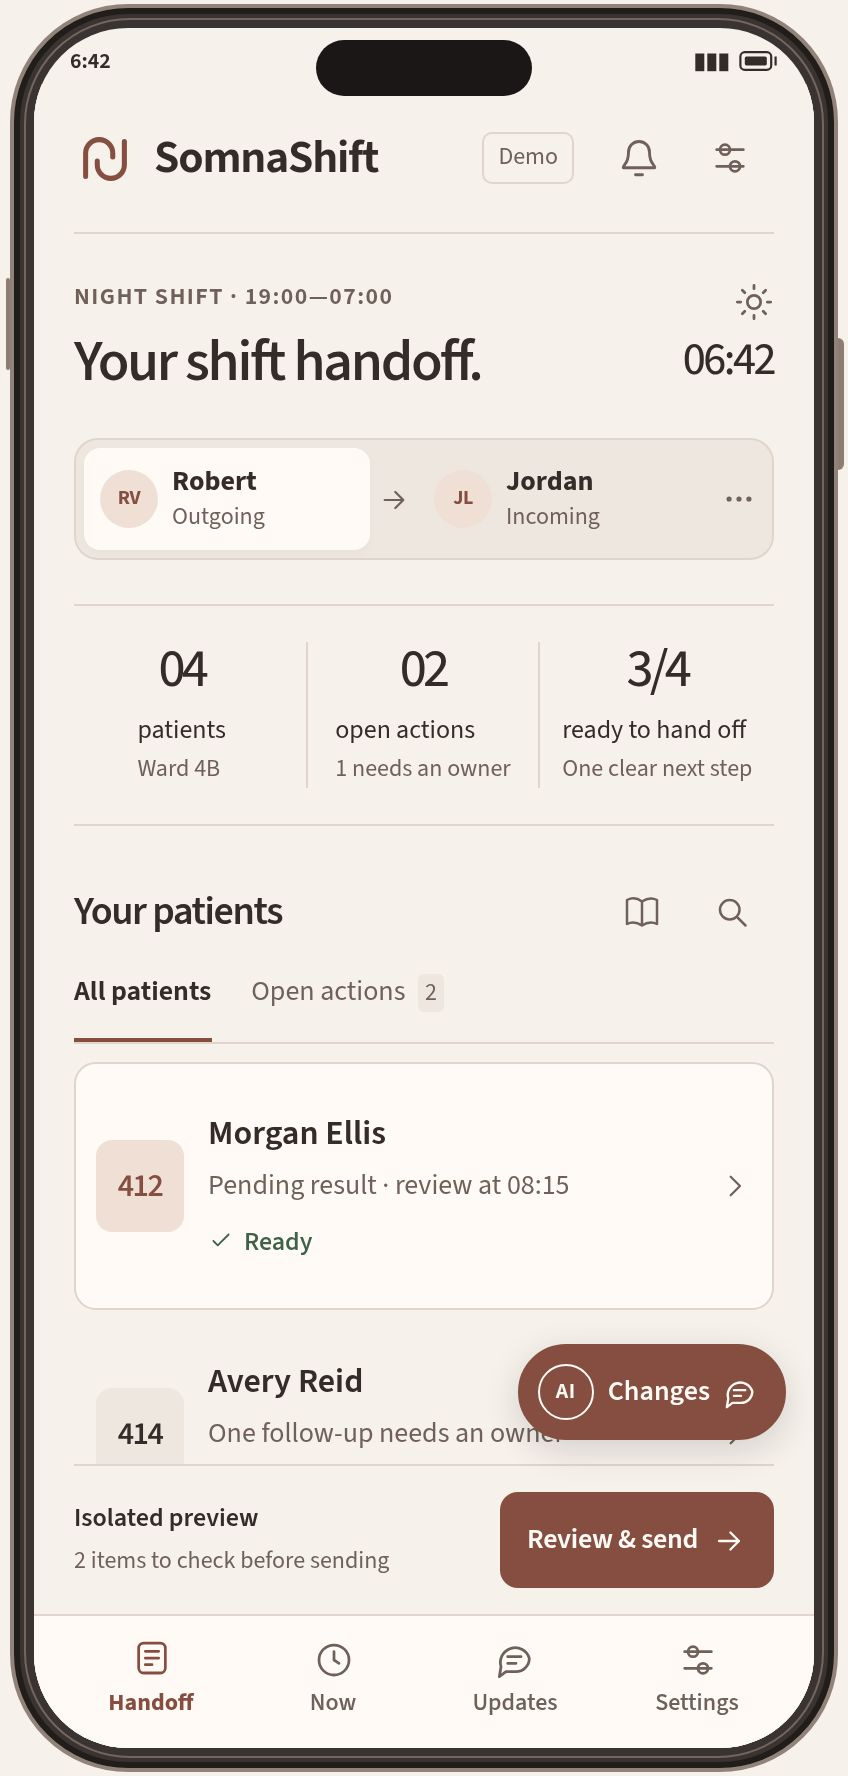 6:42
SomnaShift
Demo
NIGHT SHIFT · 19:00—07:00
Your shift handoff.
06:42
RV
Robert
Outgoing
JL
Jordan
Incoming
04
patients
Ward 4B
02
open actions
1 needs an owner
3/4
ready to hand off
One clear next step
Your patients
All patients
Open actions 2
412
Morgan Ellis
Pending result · review at 08:15
Ready
414
Avery Reid
One follow-up needs an owner
AI
Changes
Isolated preview
2 items to check before sending
Review & send
Handoff
Now
Updates
Settings